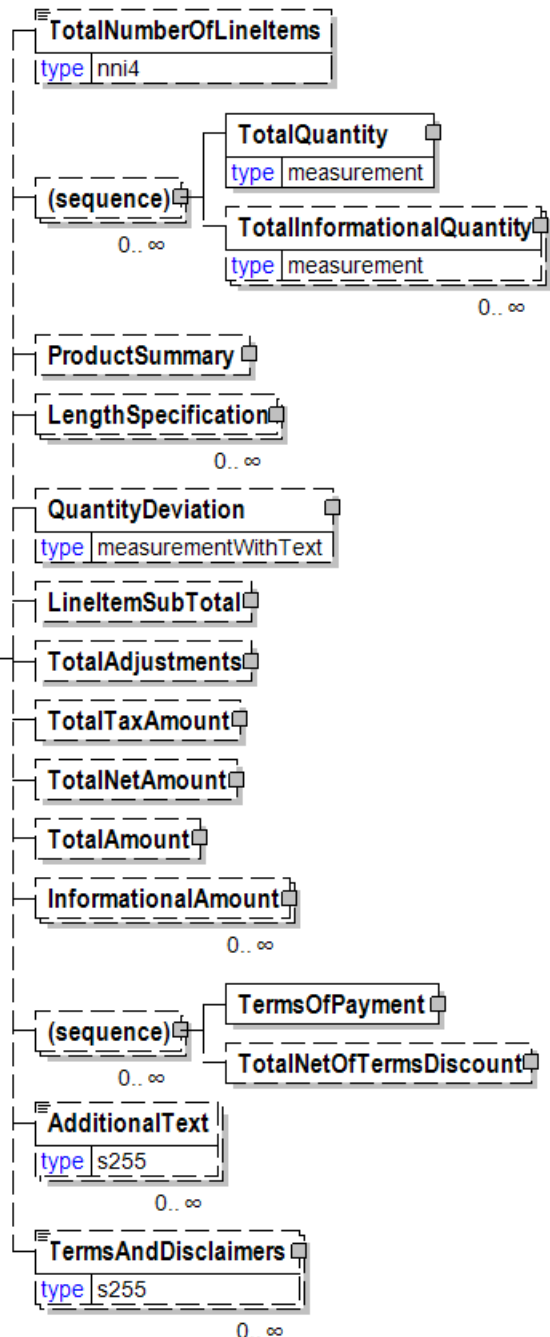 TotalNumberOfLineItems
type nni4
TotalQuantity
type measurement
(sequence)
0.. ∞
TotalInformationalQuantity
type measurement
0.. ∞
ProductSummary
LengthSpecification
0.. ∞
QuantityDeviation
type measurementWithText
LineItemSubTotal
TotalAdjustments
TotalTaxAmount
TotalNetAmount
TotalAmount
InformationalAmount
0.. ∞
TermsOfPayment
(sequence)
0.. ∞
TotalNetOfTermsDiscount
AdditionalText
type s255
0.. ∞
TermsAndDisclaimers
type s255
0.. ∞